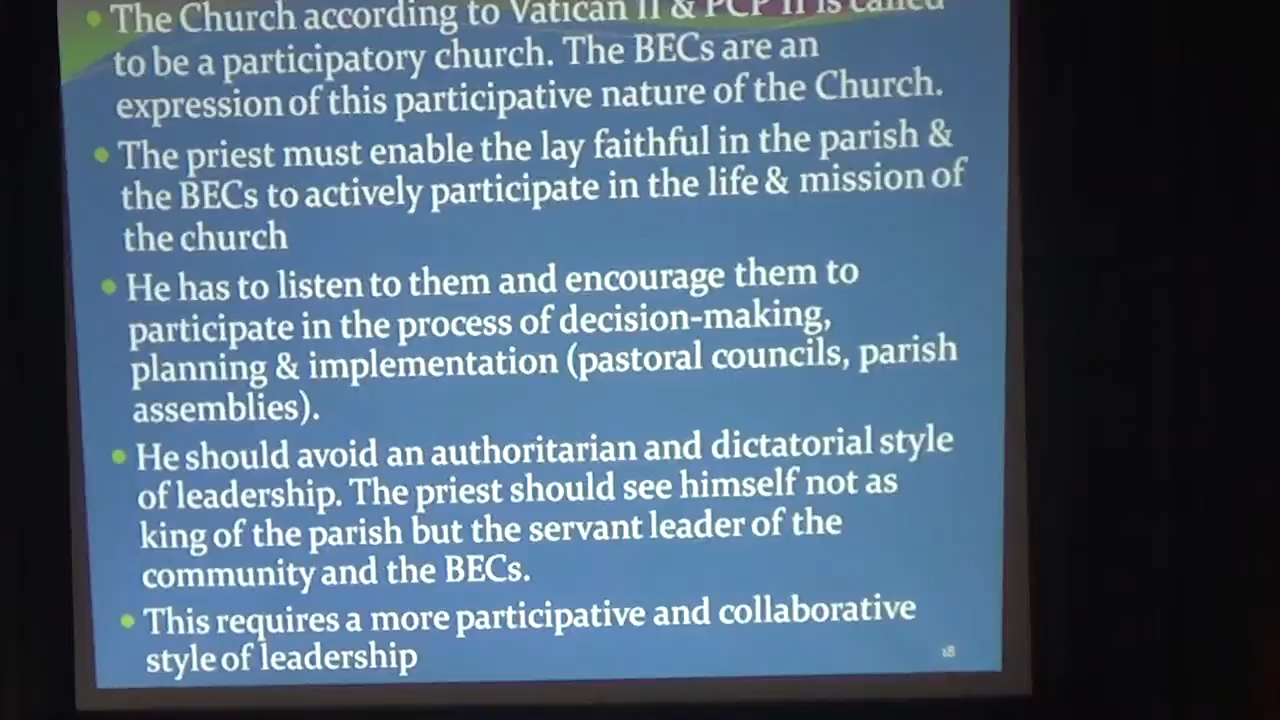 • The Church according to Vatican II & PCP II is called
to be a participatory church. The BECs are an
expression of this participative nature of the Church.
• The priest must enable the lay faithful in the parish &
the BECs to actively participate in the life & mission of
the church
• He has to listen to them and encourage them to
participate in the process of decision-making,
planning & implementation (pastoral councils, parish
assemblies).
• He should avoid an authoritarian and dictatorial style
of leadership. The priest should see himself not as
king of the parish but the servant leader of the
community and the BECs.
• This requires a more participative and collaborative
style of leadership
18